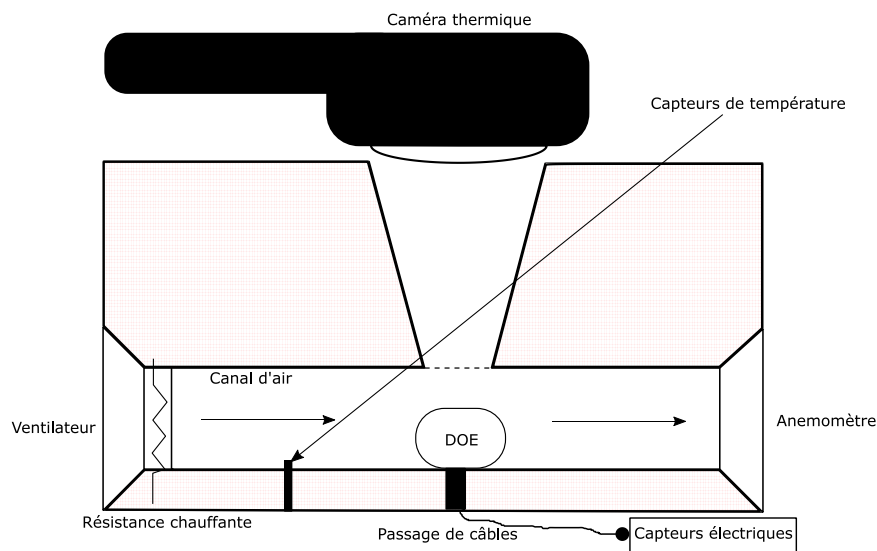 Caméra thermique
Capteurs de température
Canal d'air
Ventilateur
DOE
Anemomètre
Résistance chauffante
Passage de câbles
Capteurs électriques